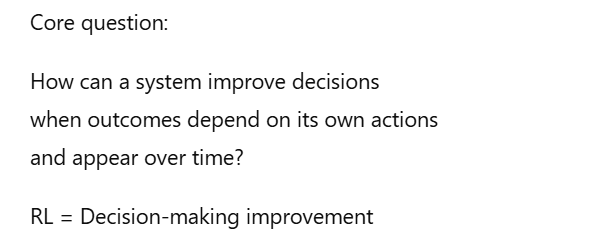 Core question:
How can a system improve decisions
when outcomes depend on its own actions
and appear over time?
RL = Decision-making improvement